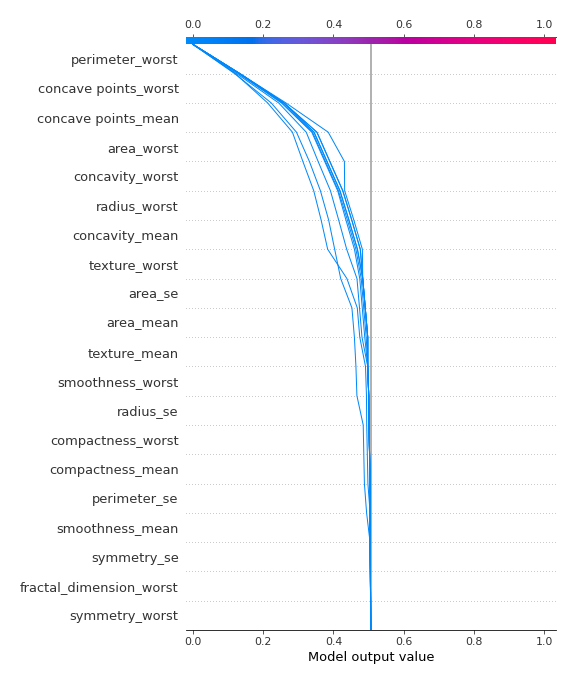 0.0 0.2 0.4 0.6 0.8 1.0
perimeter_worst
concave points_worst
concave points_mean
area_worst
concavity_worst
radius_worst
concavity_mean
texture_worst
area_se
area_mean
texture_mean
smoothness_worst
radius_se
compactness_worst
compactness_mean
perimeter_se
smoothness_mean
symmetry_se
fractal_dimension_worst
symmetry_worst
0.0 0.2 0.4 0.6 0.8 1.0
Model output value